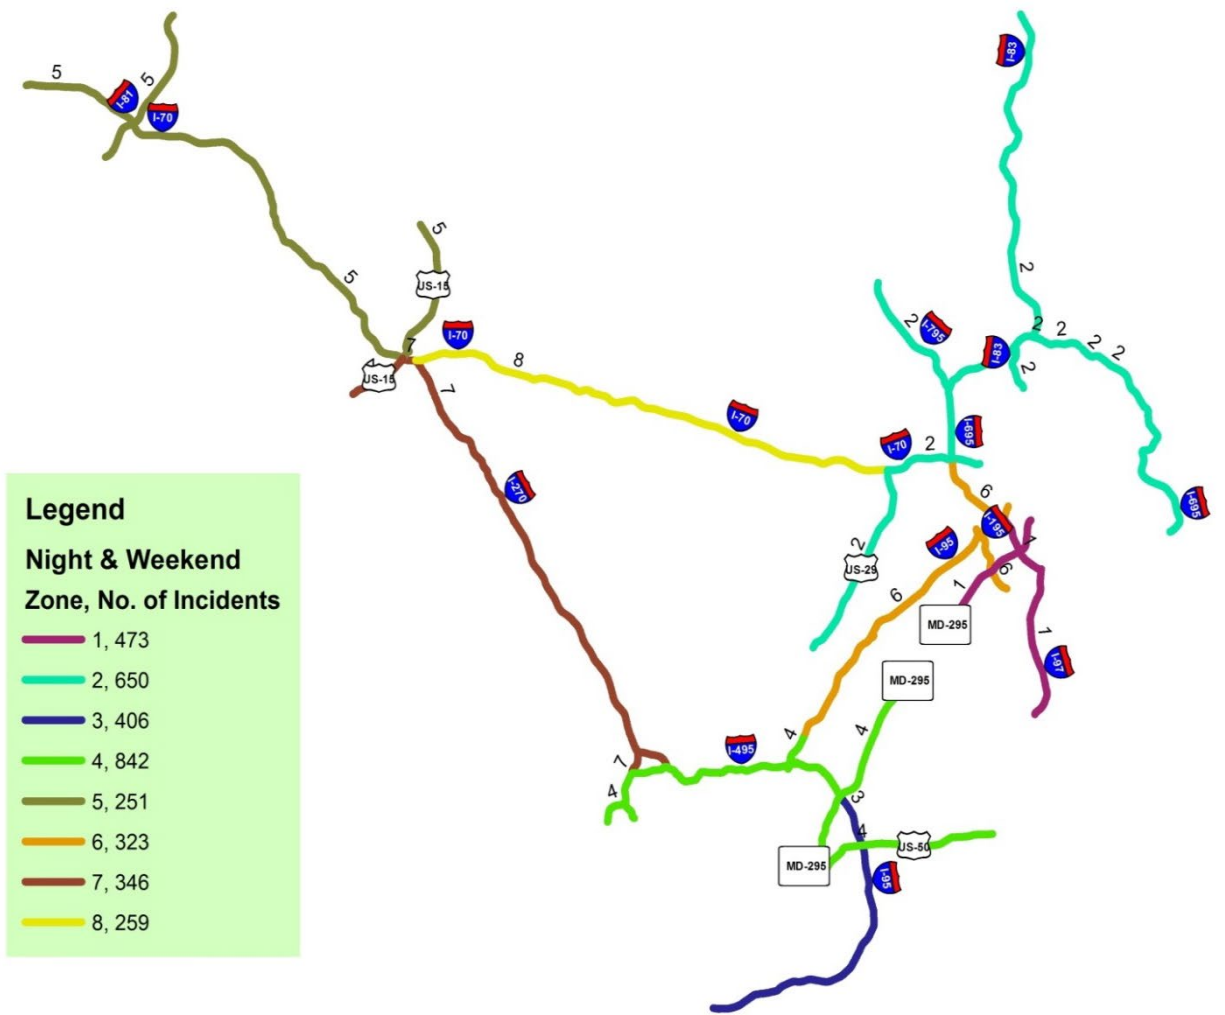 I-83
5
5
I-81
I-70
5
US-15
2
5
I-70
I-795
2
I-83
2
2
2
2
2
7
8
US-15
7
I-70
I-70
2
I-695
I-270
6
I-695
I-195
I-95
1
2
US-29
6
1
6
MD-295
1
I-97
MD-295
4
4
I-495
7
4
3
4
US-50
MD-295
I-95
Legend
Night & Weekend
Zone, No. of Incidents
1, 473
2, 650
3, 406
4, 842
5, 251
6, 323
7, 346
8, 259